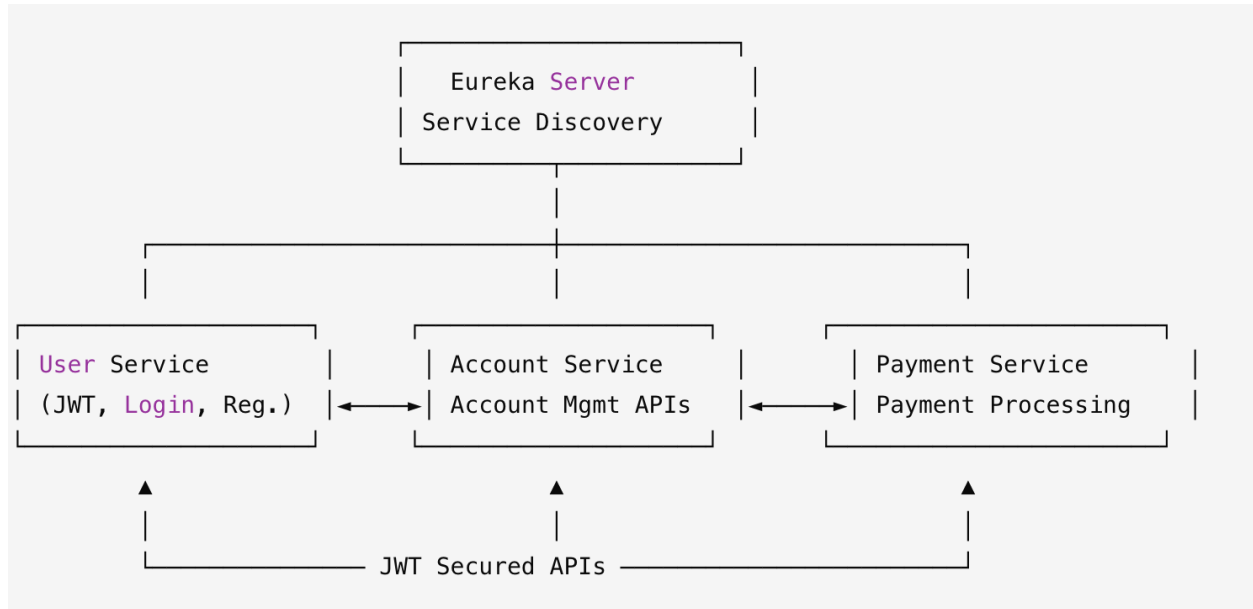 Eureka Server
Service Discovery
User Service
(JWT, Login, Reg.)
Account Service
Account Mgmt APIs
Payment Service
Payment Processing
JWT Secured APIs